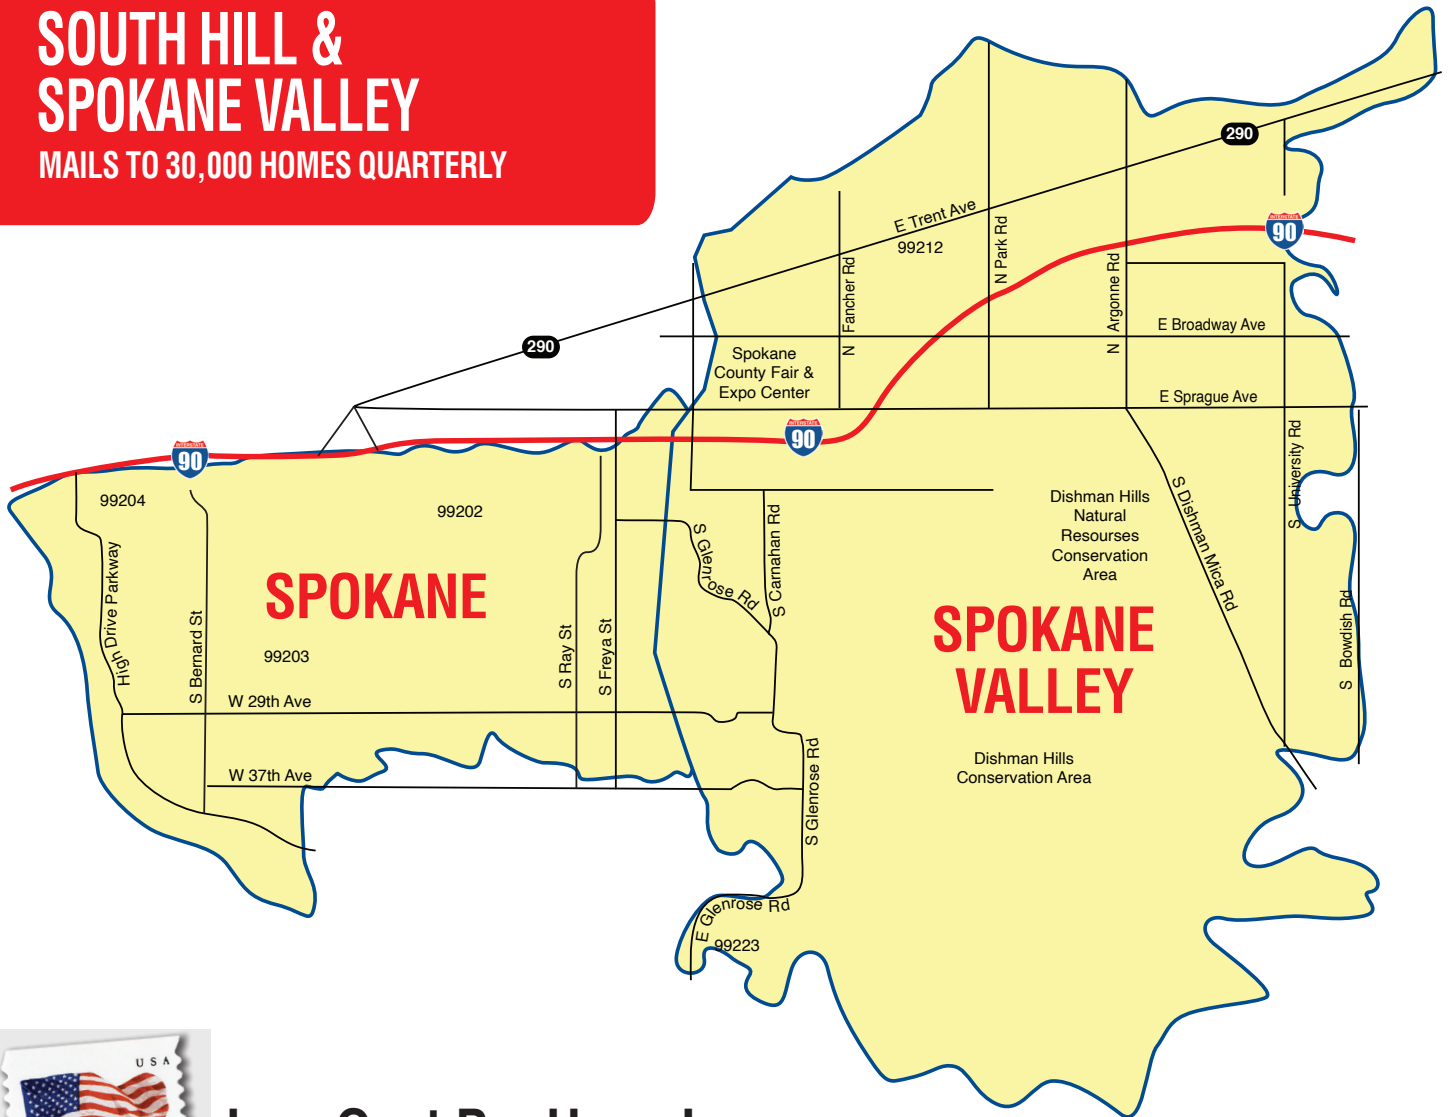 SOUTH HILL &
SPOKANE VALLEY
MAILS TO 30,000 HOMES QUARTERLY
290
INTERSTATE
90
E Trent Ave
99212
N Fancher Rd
N Park Rd
N Argonne Rd
E Broadway Ave
290
Spokane
County Fair &
Expo Center
E Sprague Ave
INTERSTATE
90
INTERSTATE
90
S University Rd
99204
99202
Dishman Hills
Natural
Resourses
Conservation
Area
S Dishman Mica Rd
S Glenrose Rd
S Carnahan Rd
High Drive Parkway
SPOKANE
SPOKANE
VALLEY
S Bernard St
S Ray St
S Freya St
S Bowdish Rd
99203
W 29th Ave
W 37th Ave
S Glenrose Rd
Dishman Hills
Conservation Area
E Glenrose Rd
99223
USA